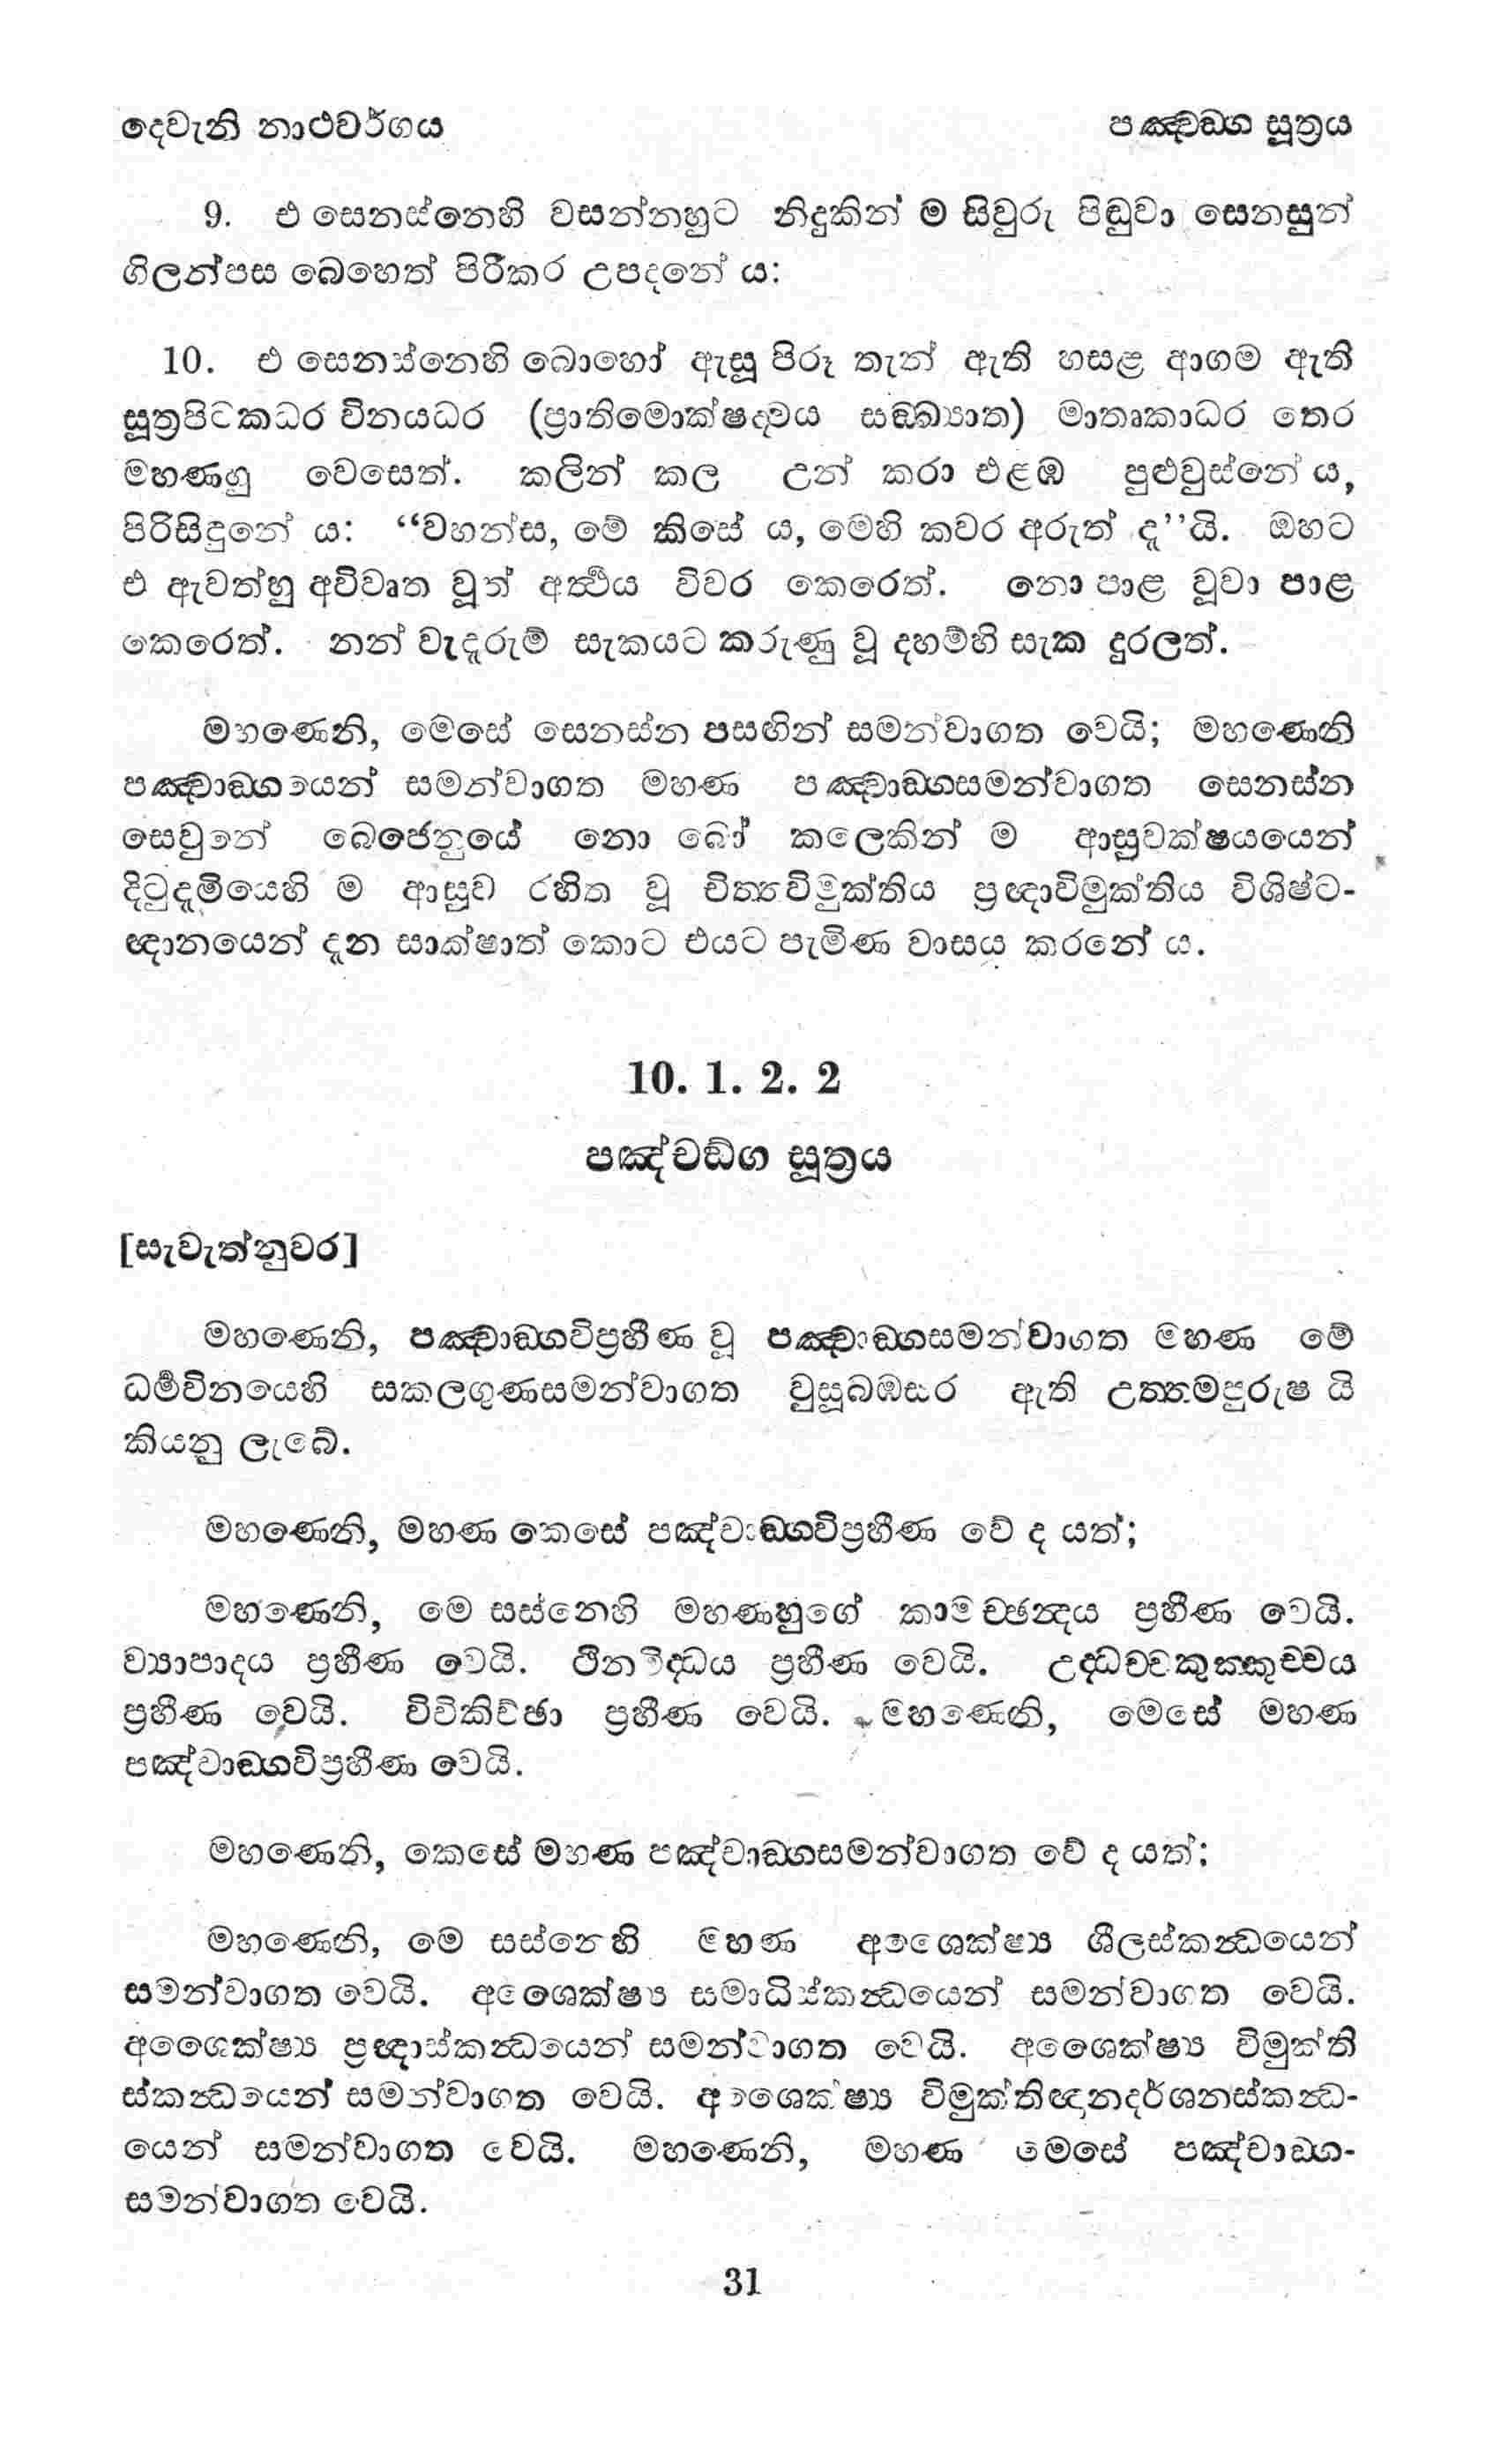 දෙවැනි නාථවර්ගය
පඤ්චඞ්ග සූත්‍රය
9. එ සෙනස්නෙහි වසන්නහුට නිදුකින් ම සිවුරු පිඬුවා සෙනසුන්
ගිලන්පස බෙහෙත් පිරිකර උපදනේ ය:
10. එ සෙනස්නෙහි බොහෝ ඇසූ පිරූ තැන් ඇති හසළ ආගම ඇති
සූත්‍රපිටකධර විනයධර (ප්‍රාතිමොක්ෂද්වය සඞ්ඛ්‍යාත) මාතෘකාධර තෙර
මහණහු වෙසෙත්. කලින් කල උන් කරා එළඹ පුළුවුස්නේ ය,
පිරිසිඳුනේ ය: “වහන්ස, මේ කිසේ ය, මෙහි කවර අරුත් ද”යි. ඔහට
එ ඇවත්හු අවිවෘත වූත් අර්ථය විවර කෙරෙත්. නො පාළ වූවා පාළ
කෙරෙත්. නන් වැදෑරුම් සැකයට කරුණු වූ දහම්හි සැක දුරලත්.
මහණෙනි, මෙසේ සෙනස්න පසඟින් සමන්වාගත වෙයි; මහණෙනි
පඤ්චාඞ්ගයෙන් සමන්වාගත මහණ පඤ්චාඞ්ගසමන්වාගත සෙනස්න
සෙවුනේ බෙජෙනුයේ නො බෝ කලෙකින් ම ආස්‍රවක්ෂයයෙන්
දිටුදැමියෙහි ම ආස්‍රව රහිත වූ චිත්තවිමුක්තිය ප්‍රඥාවිමුක්තිය විශිෂ්ට-
ඥානයෙන් දැන සාක්ෂාත් කොට එයට පැමිණ වාසය කරනේ ය.
10. 1. 2. 2
පඤ්චඞ්ග සූත්‍රය
[සැවැත්නුවර]
මහණෙනි, පඤ්චාඞ්ගවිප්‍රහීණ වූ පඤ්චාඞ්ගසමන්වාගත මහණ මේ
ධර්මවිනයෙහි සකලගුණසමන්වාගත වුසූබඹසර ඇති උත්තමපුරුෂ යි
කියනු ලැබේ.
මහණෙනි, මහණ කෙසේ පඤ්චාඞ්ගවිප්‍රහීණ වේ ද යත්;
මහණෙනි, මෙ සස්නෙහි මහණහුගේ කාමච්ඡන්දය ප්‍රහීණ වෙයි.
ව්‍යාපාදය ප්‍රහීණ වෙයි. ථිනමිද්ධය ප්‍රහීණ වෙයි. උද්ධච්චකුක්කුච්චය
ප්‍රහීණ වෙයි. විචිකිච්ඡා ප්‍රහීණ වෙයි. මහණෙනි, මෙසේ මහණ
පඤ්චාඞ්ගවිප්‍රහීණ වෙයි.
මහණෙනි, කෙසේ මහණ පඤ්චාඞ්ගසමන්වාගත වේ ද යත්;
මහණෙනි, මෙ සස්නෙහි මහණ අශෛක්ෂ්‍ය ශීලස්කන්ධයෙන්
සමන්වාගත වෙයි. අශෛක්ෂ්‍ය සමාධිස්කන්ධයෙන් සමන්වාගත වෙයි.
අශෛක්ෂ්‍ය ප්‍රඥාස්කන්ධයෙන් සමන්වාගත වෙයි. අශෛක්ෂ්‍ය විමුක්ති
ස්කන්ධයෙන් සමන්වාගත වෙයි. අශෛක්ෂ්‍ය විමුක්තිඥානදර්ශනස්කන්ධ-
යෙන් සමන්වාගත වෙයි. මහණෙනි, මහණ මෙසේ පඤ්චාඞ්ග-
සමන්වාගත වෙයි.
31